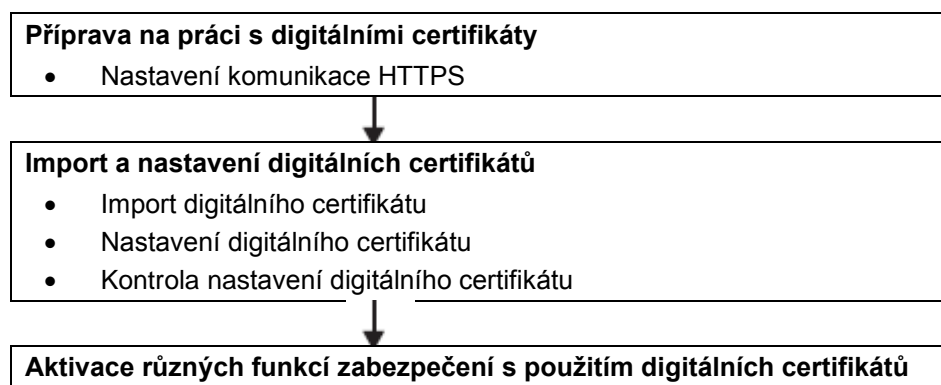 Příprava na práci s digitálními certifikáty
• Nastavení komunikace HTTPS
Import a nastavení digitálních certifikátů
• Import digitálního certifikátu
• Nastavení digitálního certifikátu
• Kontrola nastavení digitálního certifikátu
Aktivace různých funkcí zabezpečení s použitím digitálních certifikátů